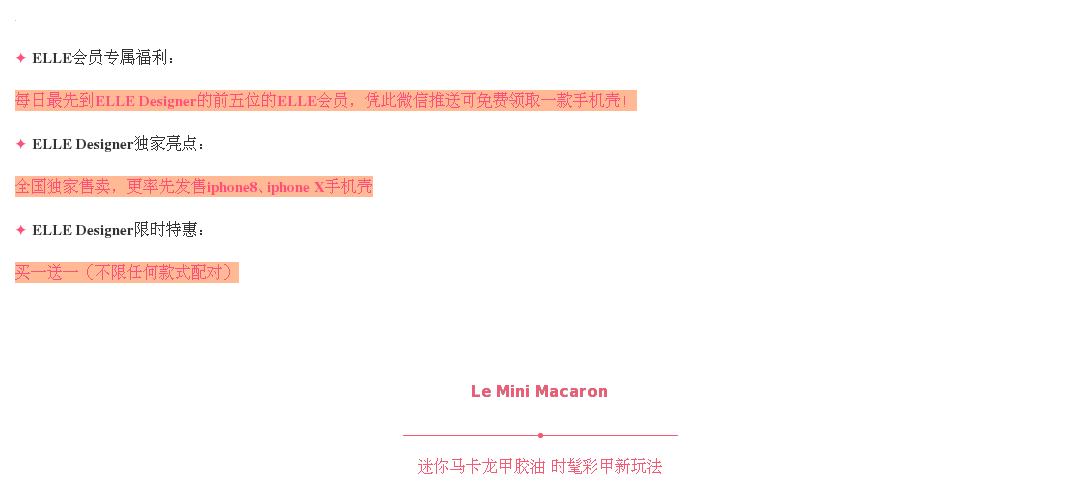 ✦ ELLE会员专属福利：
每日最先到ELLE Designer的前五位的ELLE会员，凭此微信推送可免费领取一款手机壳！
✦ ELLE Designer独家亮点：
全国独家售卖，更率先发售iphone8、iphone X手机壳
✦ ELLE Designer限时特惠：
买一送一（不限任何款式配对）
Le Mini Macaron
迷你马卡龙甲胶油 时髦彩甲新玩法